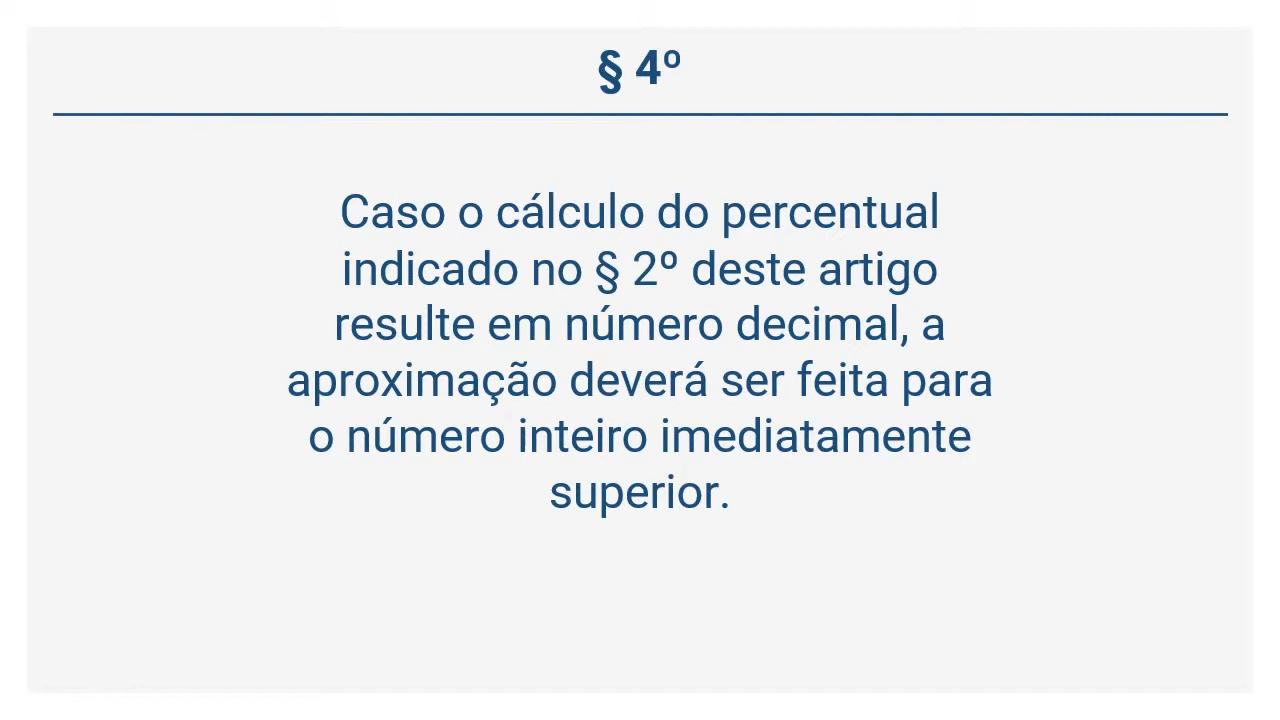 § 4º
Caso o cálculo do percentual
indicado no § 2º deste artigo
resulte em número decimal, a
aproximação deverá ser feita para
o número inteiro imediatamente
superior.